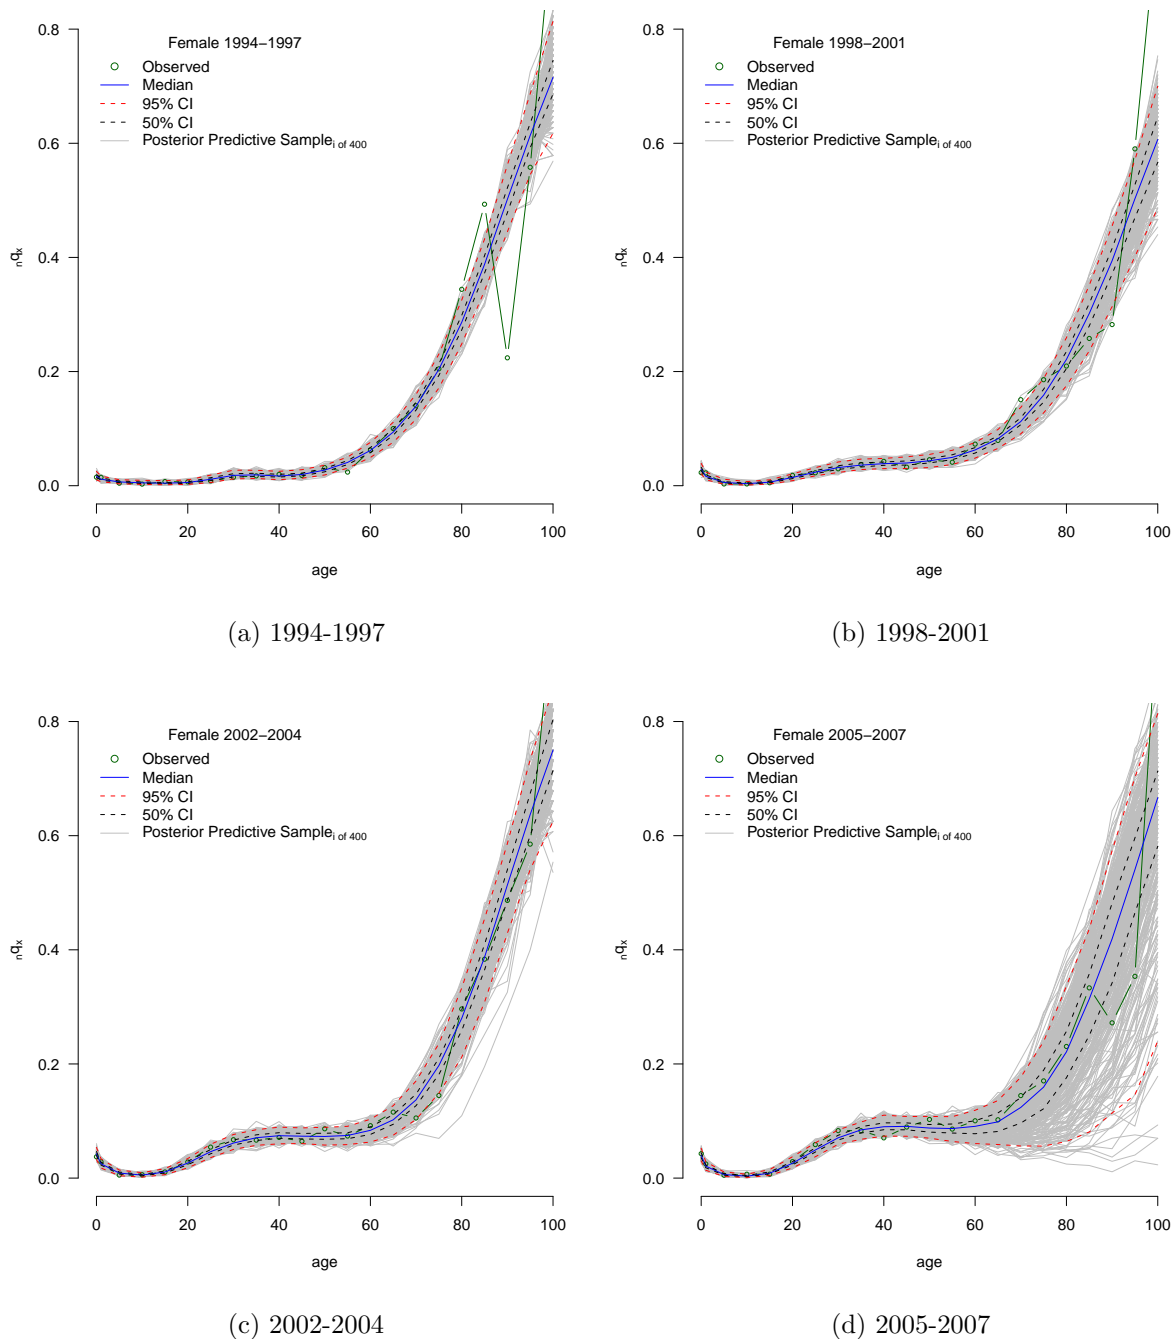 Female 1994−1997
Observed
Median
95% CI
50% CI
Posterior Predictive Sample i of 400
0.8
0.6
0.4
0.2
0.0
nqx
0 20 40 60 80 100
age
(a) 1994-1997
Female 1998−2001
Observed
Median
95% CI
50% CI
Posterior Predictive Sample i of 400
0.8
0.6
0.4
0.2
0.0
nqx
0 20 40 60 80 100
age
(b) 1998-2001
Female 2002−2004
Observed
Median
95% CI
50% CI
Posterior Predictive Sample i of 400
0.8
0.6
0.4
0.2
0.0
nqx
0 20 40 60 80 100
age
(c) 2002-2004
Female 2005−2007
Observed
Median
95% CI
50% CI
Posterior Predictive Sample i of 400
0.8
0.6
0.4
0.2
0.0
nqx
0 20 40 60 80 100
age
(d) 2005-2007